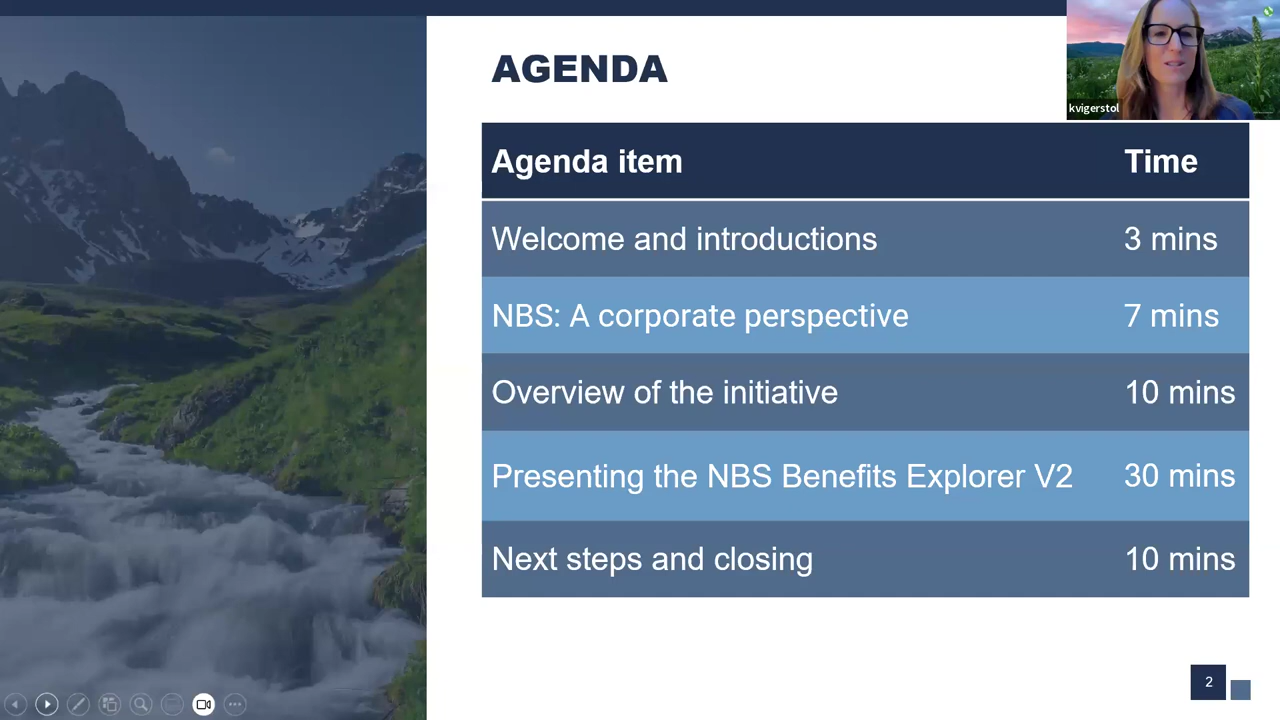 AGENDA
kvigerstol
Agenda item Time
Welcome and introductions 3 mins
NBS: A corporate perspective 7 mins
Overview of the initiative 10 mins
Presenting the NBS Benefits Explorer V2 30 mins
Next steps and closing 10 mins
2